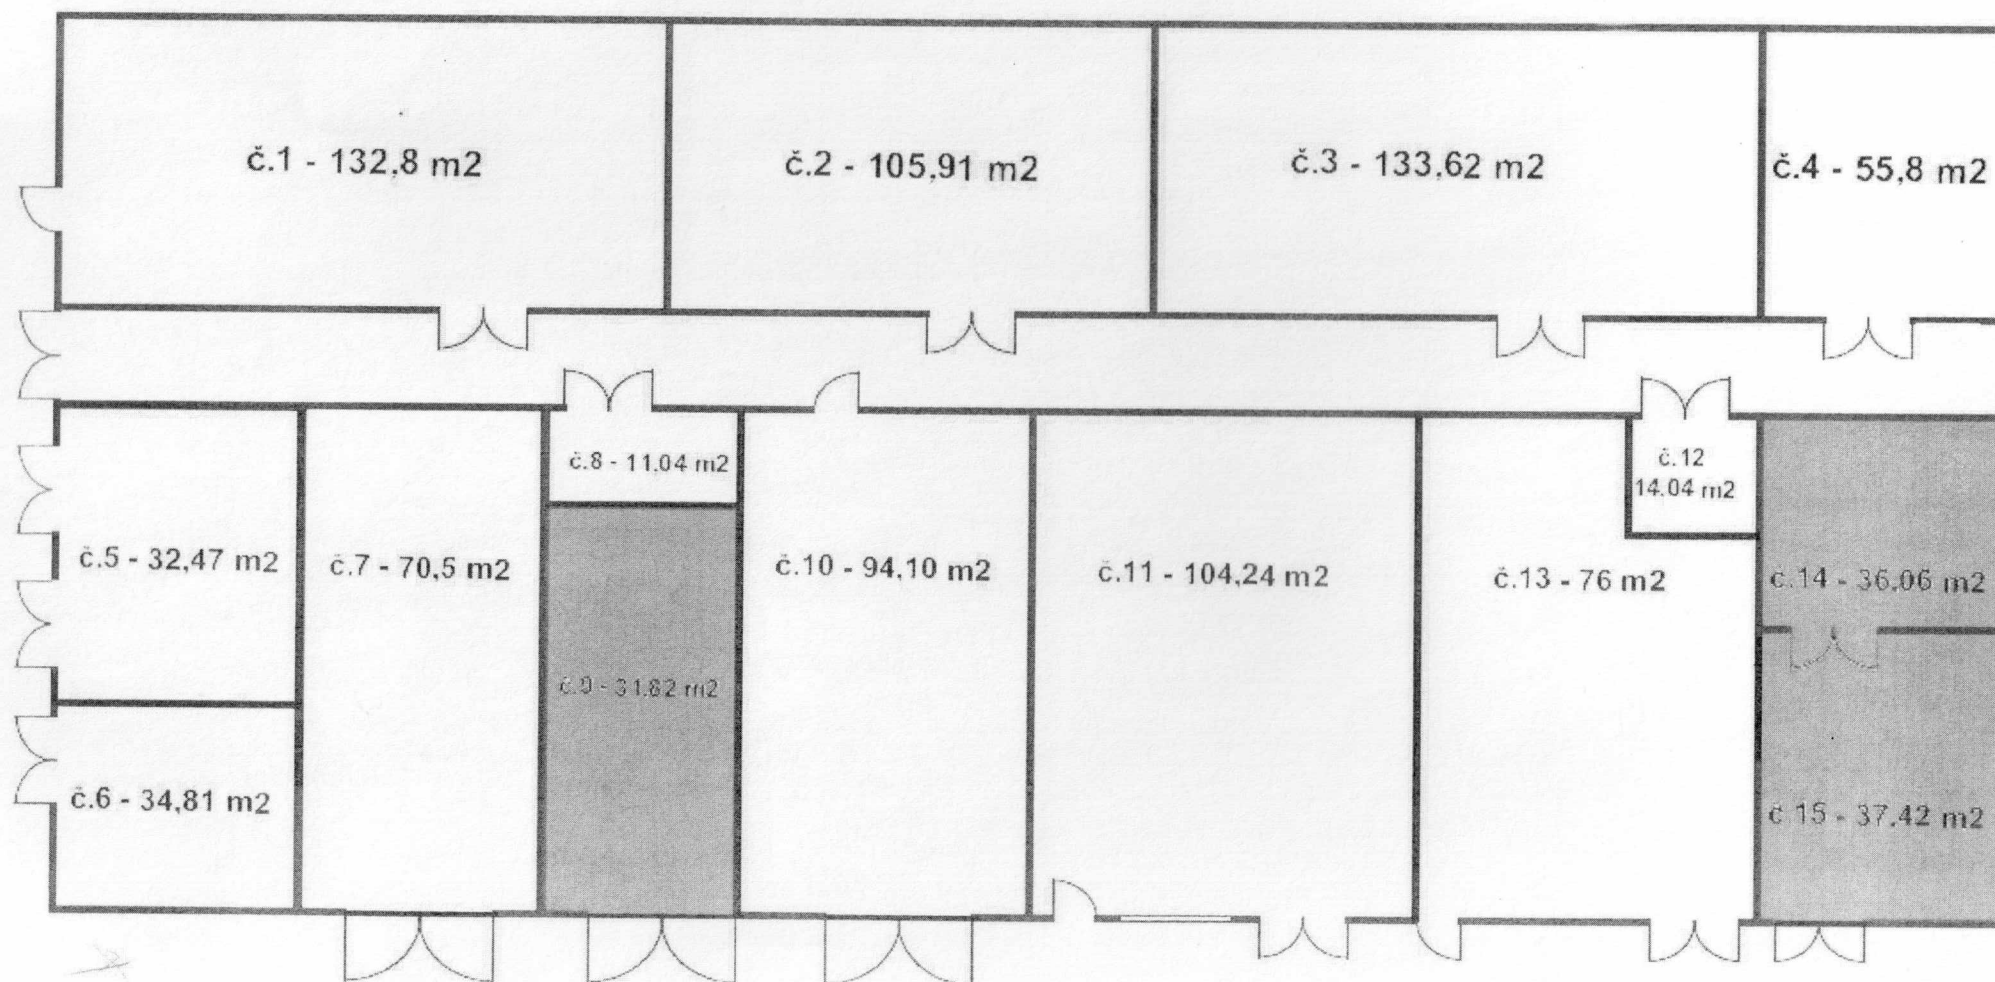 č.1 - 132,8 m2
č.2 - 105,91 m2
č.3 - 133,62 m2
č.4 - 55,8 m2
č.8 - 11,04 m2
č.12
14.04 m2
č.5 - 32,47 m2
č.7 - 70,5 m2
č.10 - 94,10 m2
č.11 - 104,24 m2
č.13 - 76 m2
č.14 - 36,06 m2
č.9 - 31.82 m2
č.6 - 34,81 m2
č 15 - 37.42 m2